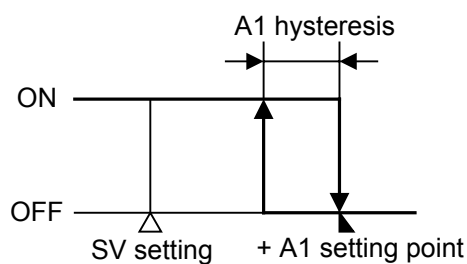 A1 hysteresis
ON
OFF
SV setting
+ A1 setting point